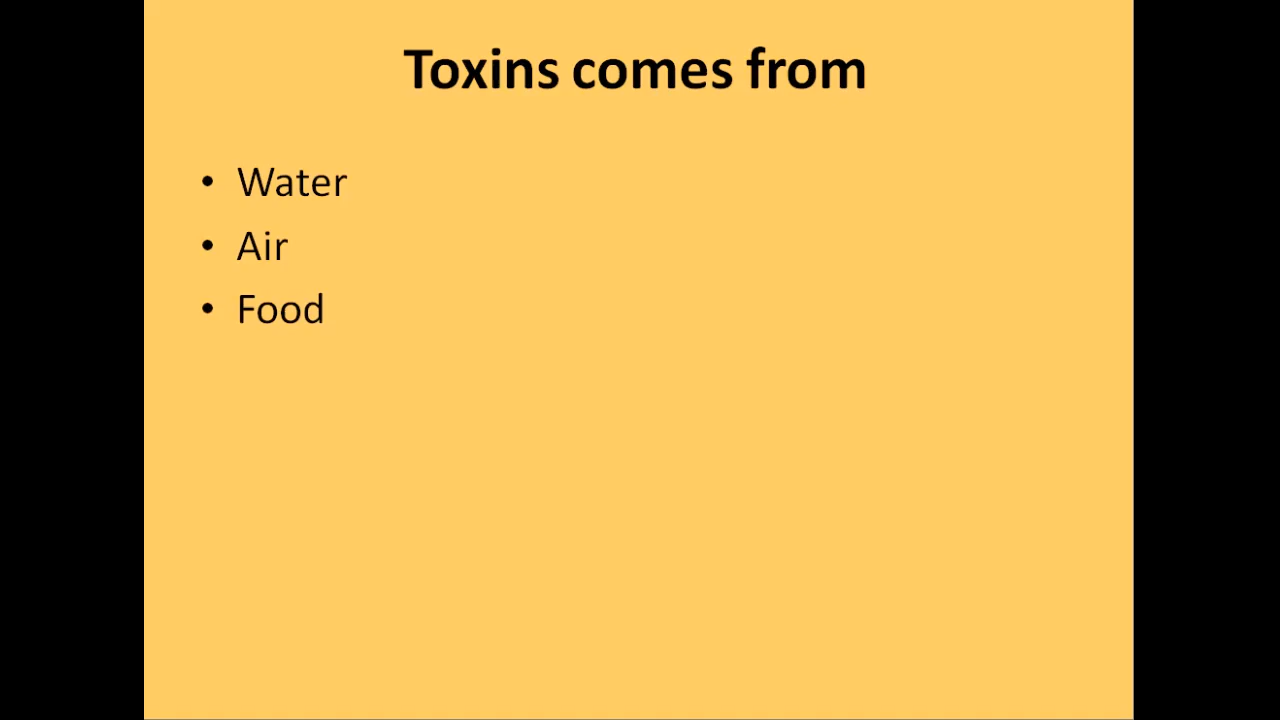 Toxins comes from
• Water
• Air
• Food